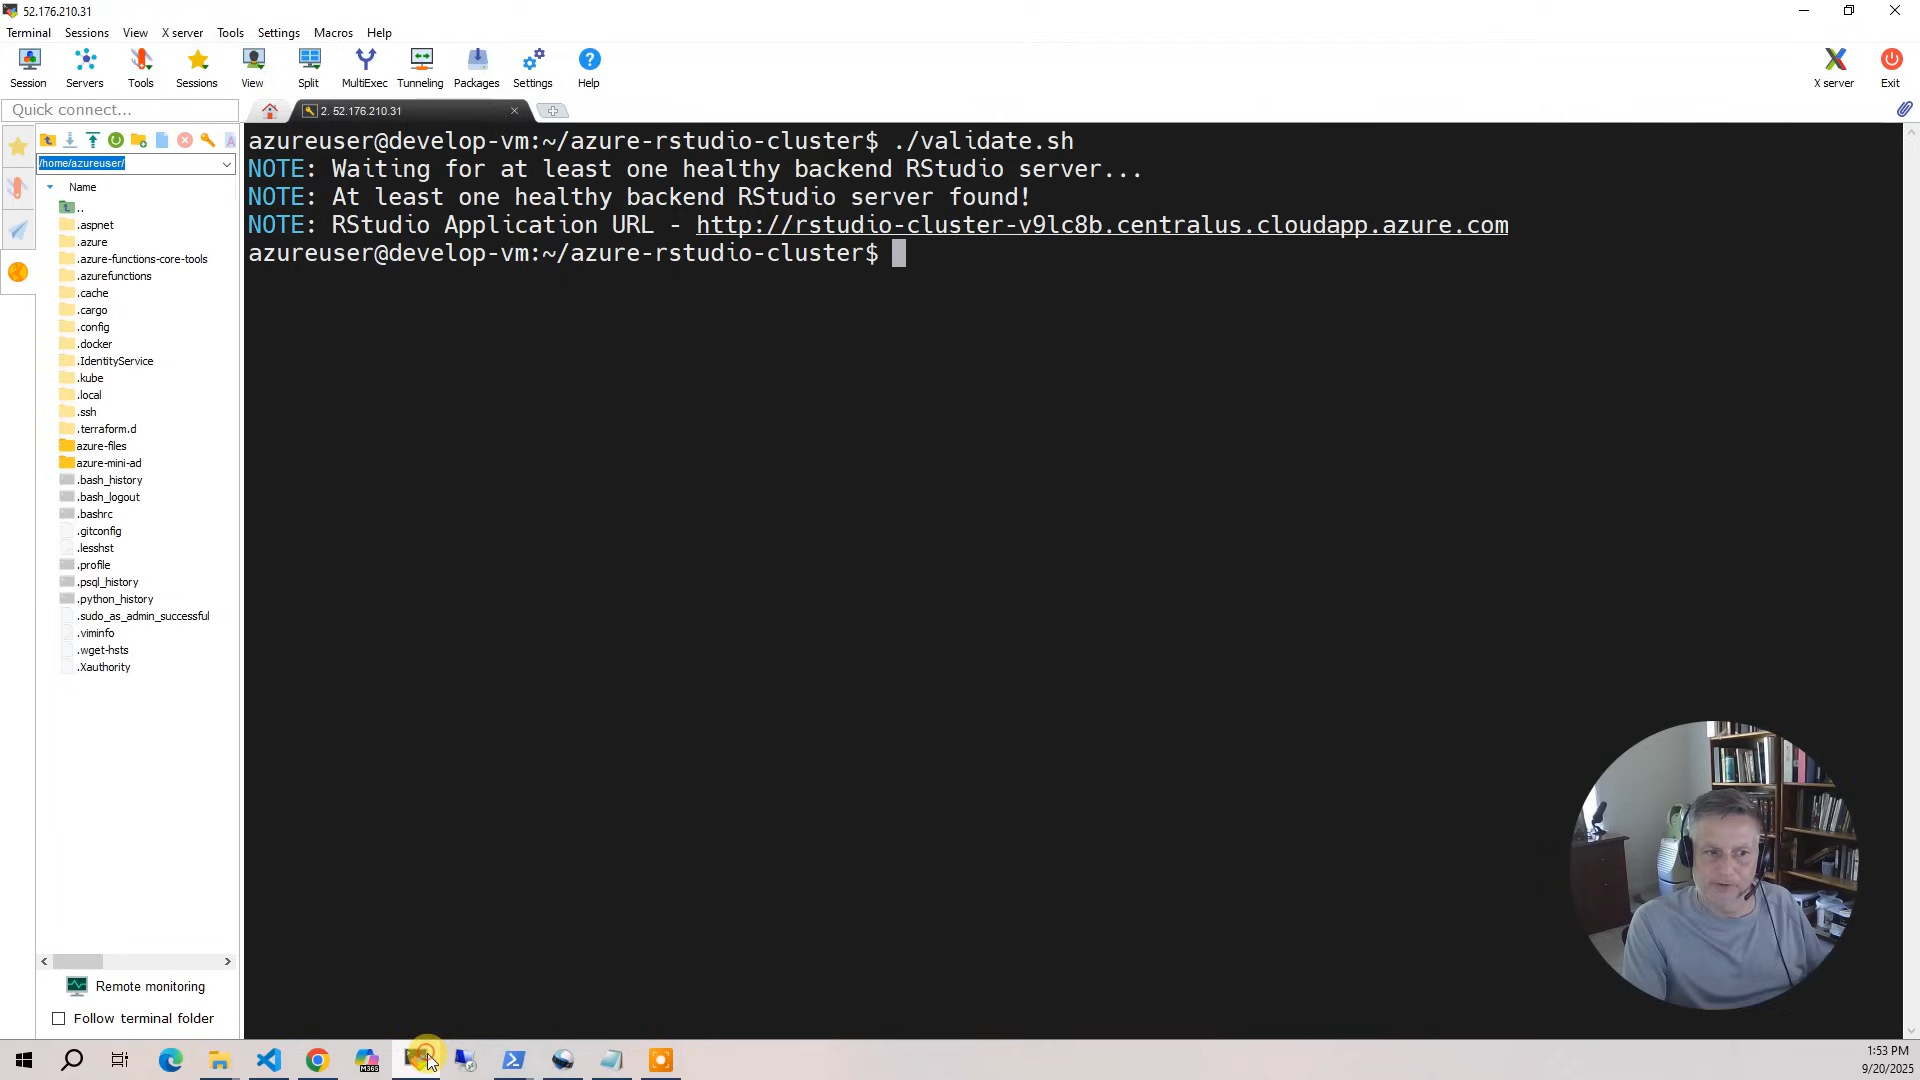 52.176.210.31
Terminal Sessions View X server Tools Settings Macros Help
Session Servers Tools Sessions View Split MultiExec Tunneling Packages Settings Help X server Exit
Quick connect...
2. 52.176.210.31
/home/azureuser/
Name
..
.aspnet
.azure
.azure-functions-core-tools
.azurefunctions
.cache
.cargo
.config
.docker
.IdentityService
.kube
.local
.ssh
.terraform.d
azure-files
azure-mini-ad
.bash_history
.bash_logout
.bashrc
.gitconfig
.lesshst
.profile
.psql_history
.python_history
.sudo_as_admin_successful
.viminfo
.wget-hsts
.Xauthority
Remote monitoring
Follow terminal folder
azureuser@develop-vm:~/azure-rstudio-cluster$ ./validate.sh
NOTE: Waiting for at least one healthy backend RStudio server...
NOTE: At least one healthy backend RStudio server found!
NOTE: RStudio Application URL - http://rstudio-cluster-v9lc8b.centralus.cloudapp.azure.com
azureuser@develop-vm:~/azure-rstudio-cluster$
M365
1:53 PM
9/20/2025